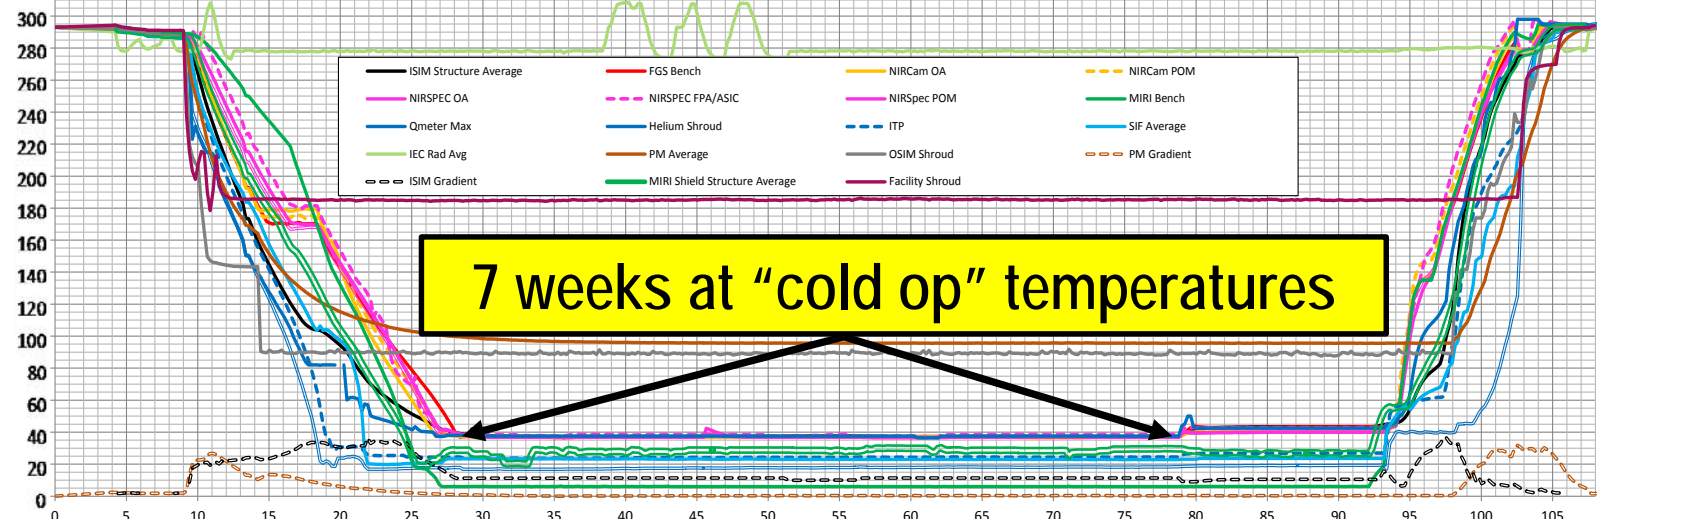 300
280
260
240
220
200
180
160
140
120
100
80
60
40
20
0
ISIM Structure Average FGS Bench NIRCam OA NIRCam POM
NIRSPEC OA NIRSPEC FPA/ASIC NIRSpec POM MIRI Bench
Qmeter Max Helium Shroud ITP SIF Average
IEC Rad Avg PM Average OSIM Shroud PM Gradient
ISIM Gradient MIRI Shield Structure Average Facility Shroud
7 weeks at “cold op” temperatures
0 5 10 15 20 25 30 35 40 45 50 55 60 65 70 75 80 85 90 95 100 105